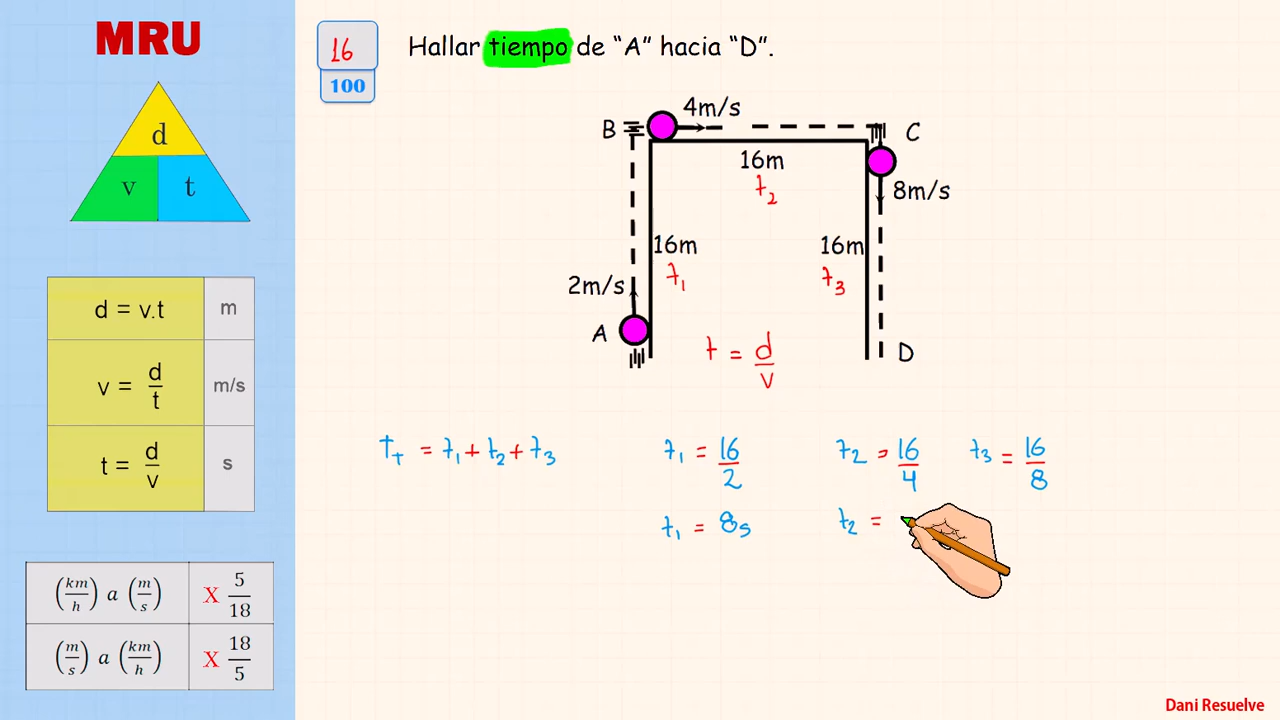 MRU
16
100
Hallar tiempo de “A” hacia “D”.
d
v t
d = v.t m
v = d/t m/s
t = d/v s
(km/h) a (m/s) X 5/18
(m/s) a (km/h) X 18/5
4m/s
B
C
16m
t₂
8m/s
16m
t₁
16m
t₃
2m/s
A
t = d/v
D
T_T = t₁ + t₂ + t₃
t₁ = 16/2
t₂ = 16/4
t₃ = 16/8
t₁ = 8s
t₂ =
Dani Resuelve